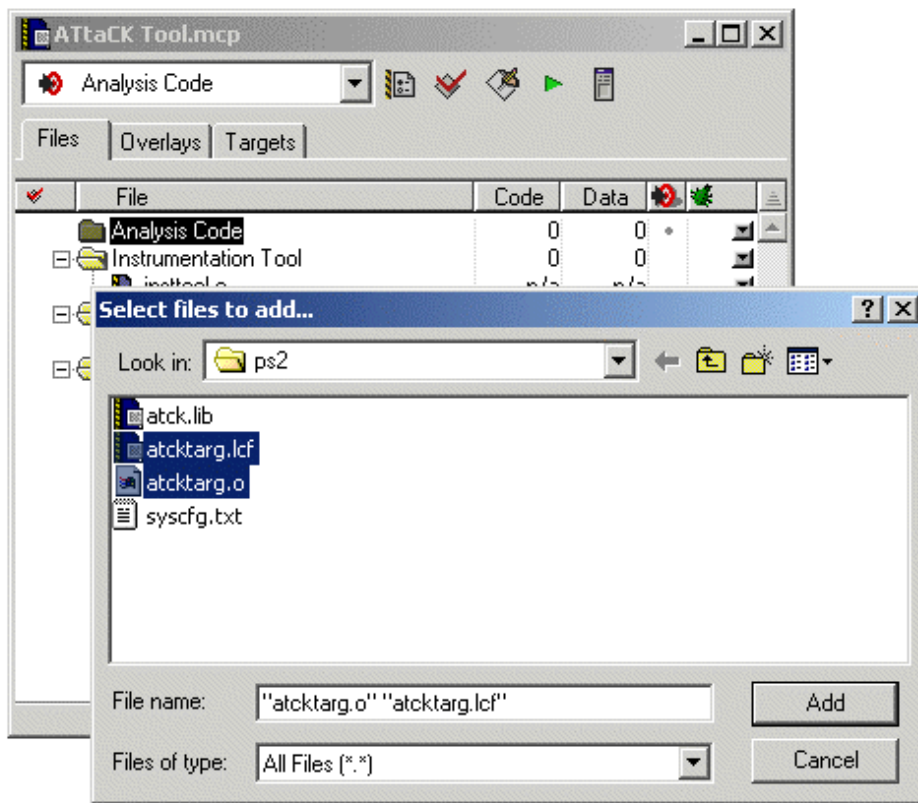 ATtaCK Tool.mcp
Analysis Code
Files Overlays Targets
File Code Data
Analysis Code 0 0
Instrumentation Tool 0 0
n/a n/a
Select files to add...
Look in: ps2
atck.lib
atcktarg.lcf
atcktarg.o
syscfg.txt
File name: "atcktarg.o" "atcktarg.lcf" Add
Files of type: All Files (*.*) Cancel